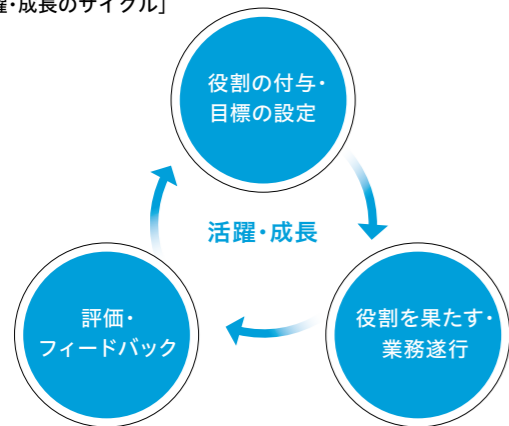 躍・成長のサイクル］
役割の付与・
目標の設定
活躍・成長
評価・
フィードバック
役割を果たす・
業務遂行